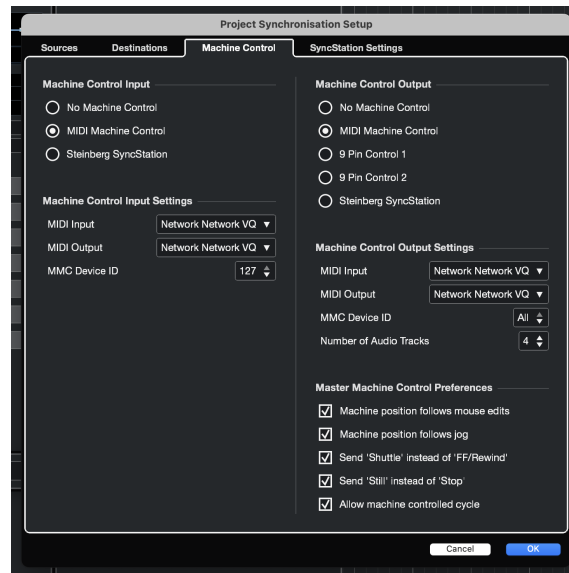 Project Synchronisation Setup
Sources Destinations Machine Control SyncStation Settings
Machine Control Input
No Machine Control
MIDI Machine Control
Steinberg SyncStation
Machine Control Input Settings
MIDI Input Network Network VQ
MIDI Output Network Network VQ
MMC Device ID 127
Machine Control Output
No Machine Control
MIDI Machine Control
9 Pin Control 1
9 Pin Control 2
Steinberg SyncStation
Machine Control Output Settings
MIDI Input Network Network VQ
MIDI Output Network Network VQ
MMC Device ID All
Number of Audio Tracks 4
Master Machine Control Preferences
Machine position follows mouse edits
Machine position follows jog
Send 'Shuttle' instead of 'FF/Rewind'
Send 'Still' instead of 'Stop'
Allow machine controlled cycle
Cancel OK